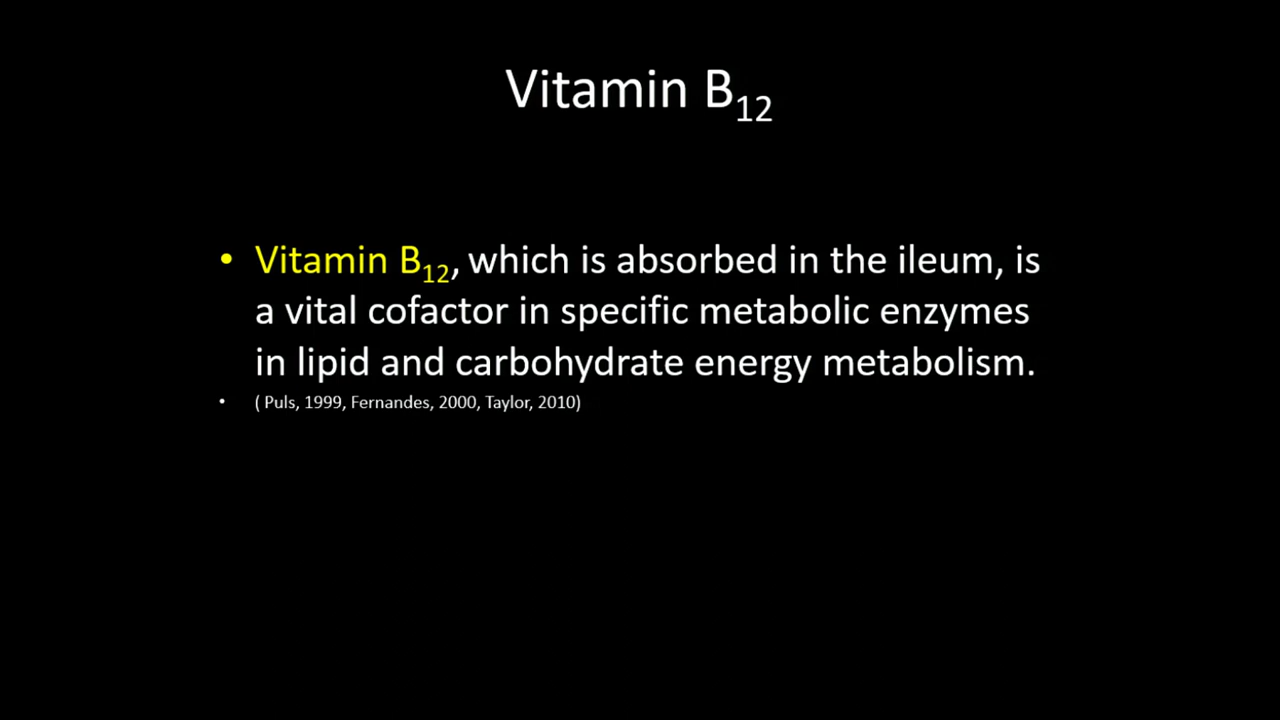 Vitamin B₁₂
• Vitamin B₁₂, which is absorbed in the ileum, is
a vital cofactor in specific metabolic enzymes
in lipid and carbohydrate energy metabolism.
• ( Puls, 1999, Fernandes, 2000, Taylor, 2010)